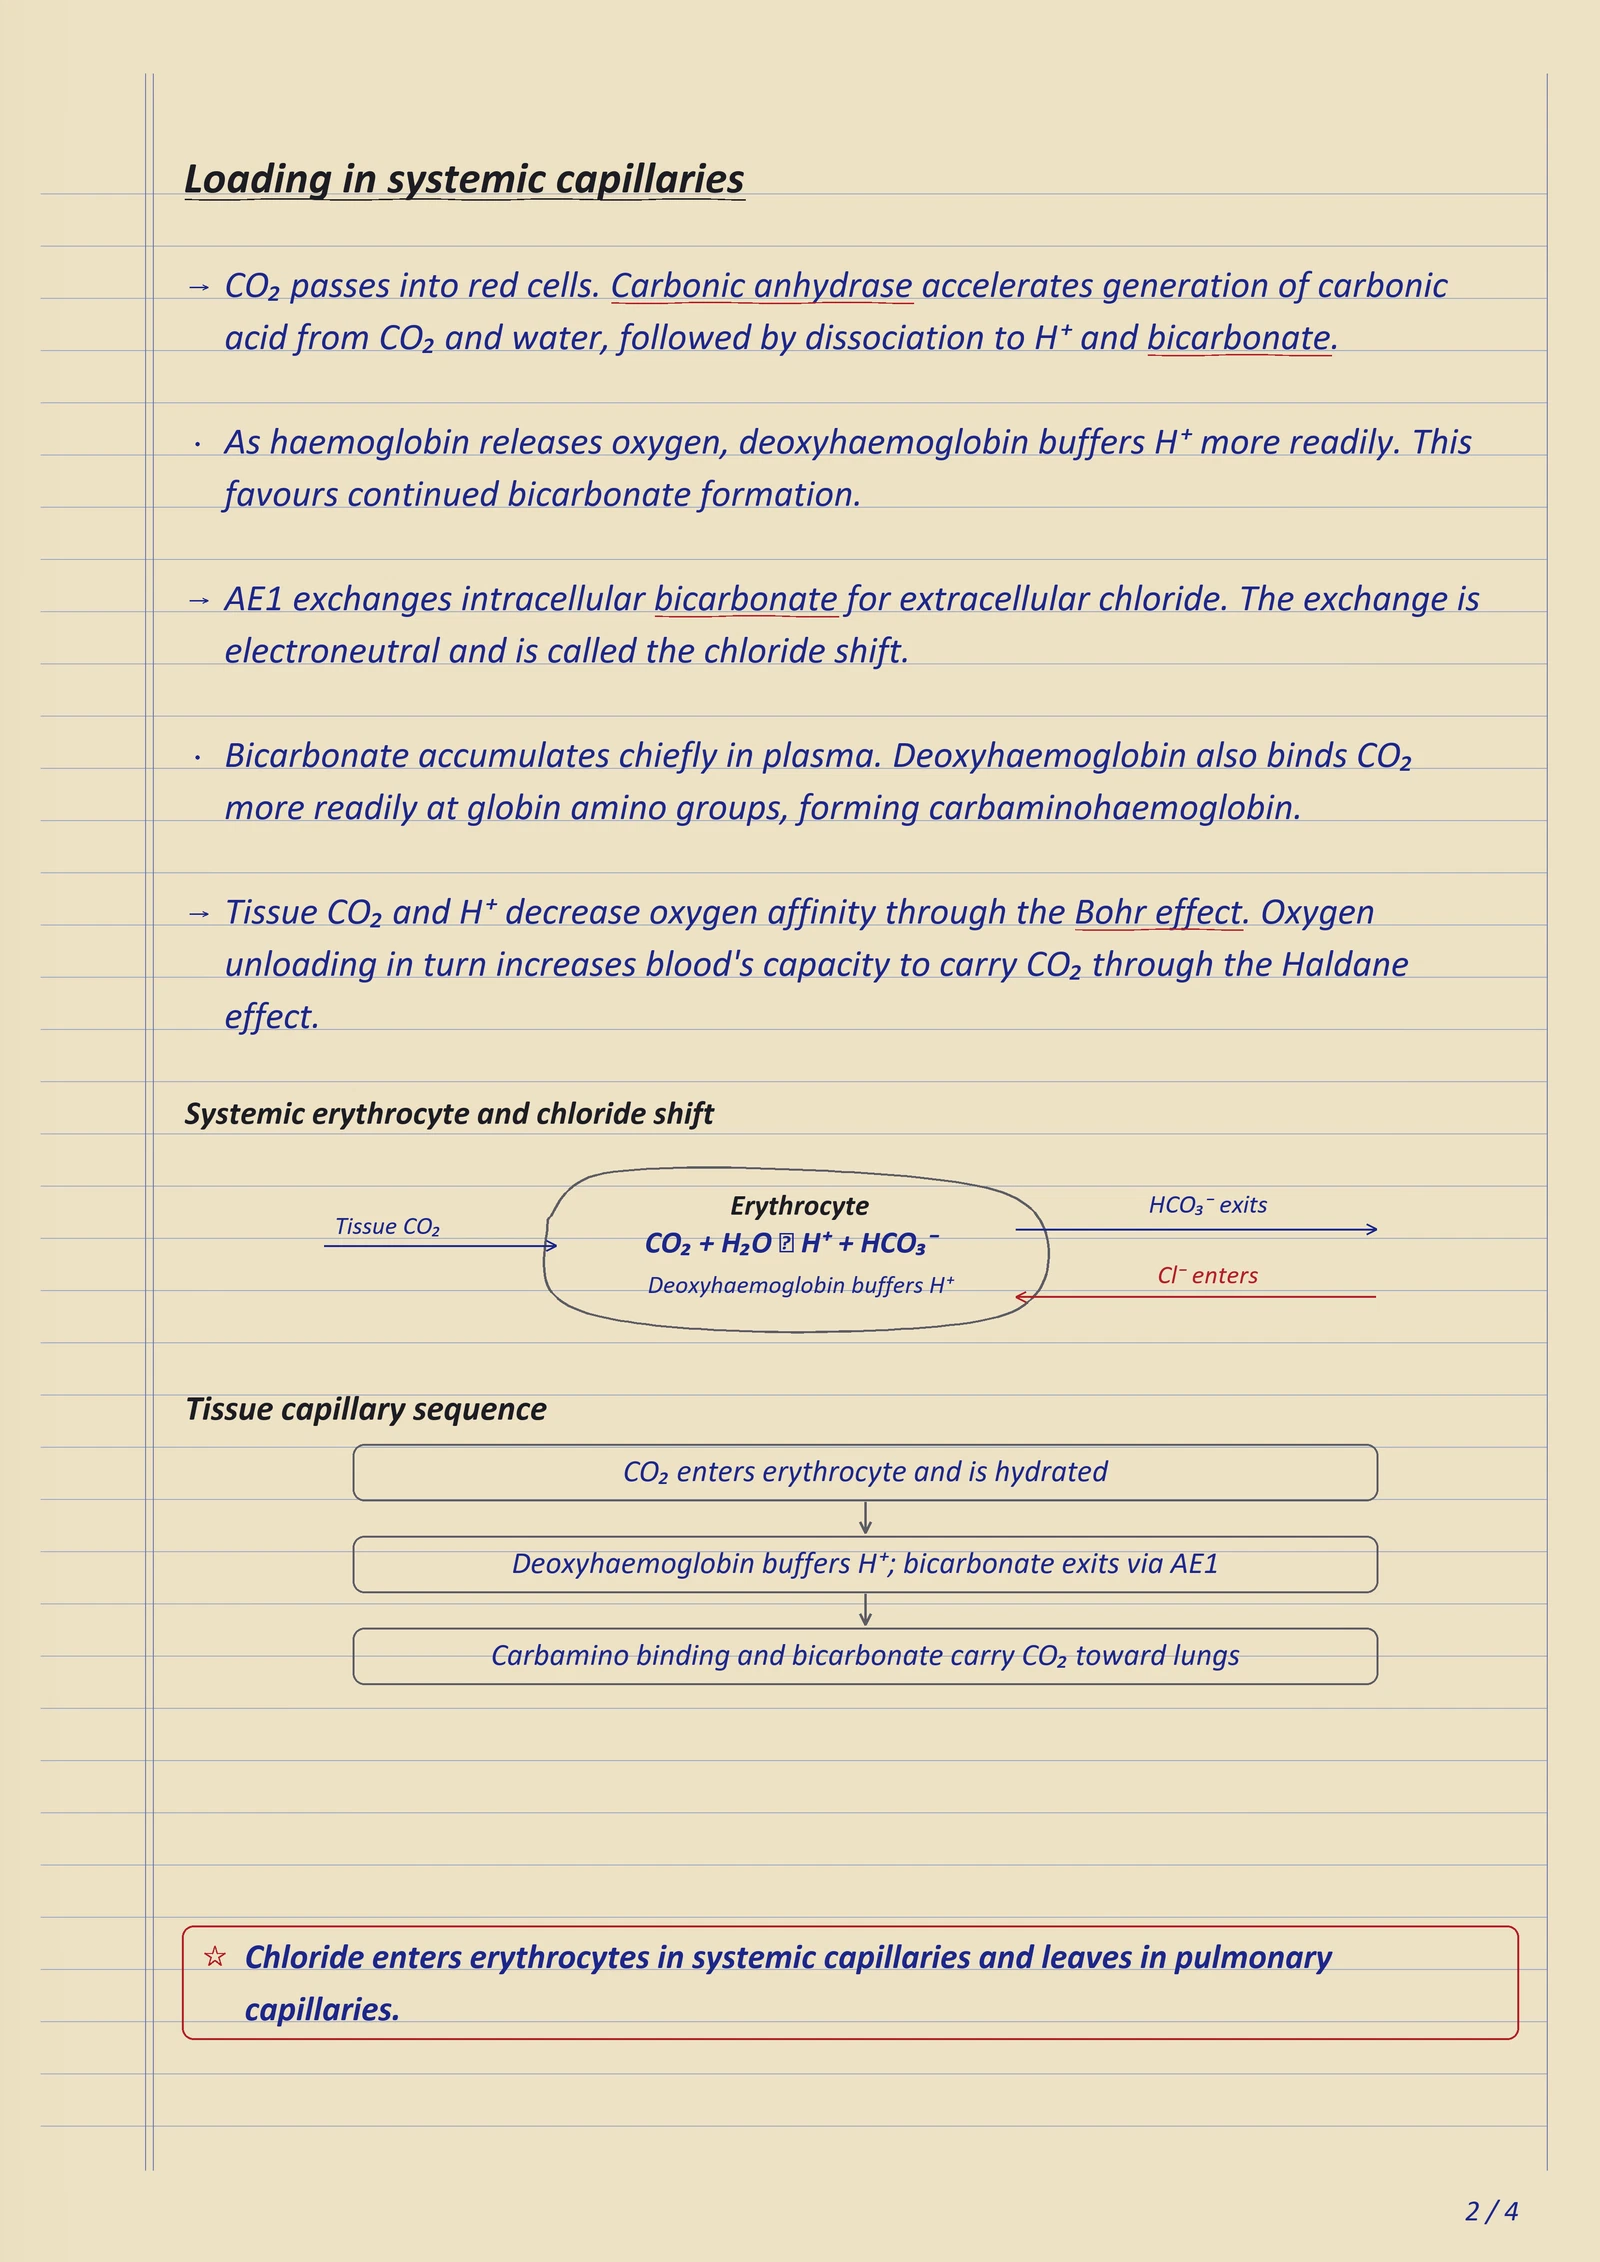 Loading in systemic capillaries
→ CO₂ passes into red cells. Carbonic anhydrase accelerates generation of carbonic
acid from CO₂ and water, followed by dissociation to H⁺ and bicarbonate.
· As haemoglobin releases oxygen, deoxyhaemoglobin buffers H⁺ more readily. This
favours continued bicarbonate formation.
→ AE1 exchanges intracellular bicarbonate for extracellular chloride. The exchange is
electroneutral and is called the chloride shift.
· Bicarbonate accumulates chiefly in plasma. Deoxyhaemoglobin also binds CO₂
more readily at globin amino groups, forming carbaminohaemoglobin.
→ Tissue CO₂ and H⁺ decrease oxygen affinity through the Bohr effect. Oxygen
unloading in turn increases blood's capacity to carry CO₂ through the Haldane
effect.
Systemic erythrocyte and chloride shift
Tissue CO₂
Erythrocyte
CO₂ + H₂O ⍰ H⁺ + HCO₃⁻
Deoxyhaemoglobin buffers H⁺
HCO₃⁻ exits
Cl⁻ enters
Tissue capillary sequence
CO₂ enters erythrocyte and is hydrated
Deoxyhaemoglobin buffers H⁺; bicarbonate exits via AE1
Carbamino binding and bicarbonate carry CO₂ toward lungs
☆ Chloride enters erythrocytes in systemic capillaries and leaves in pulmonary
capillaries.
2 / 4